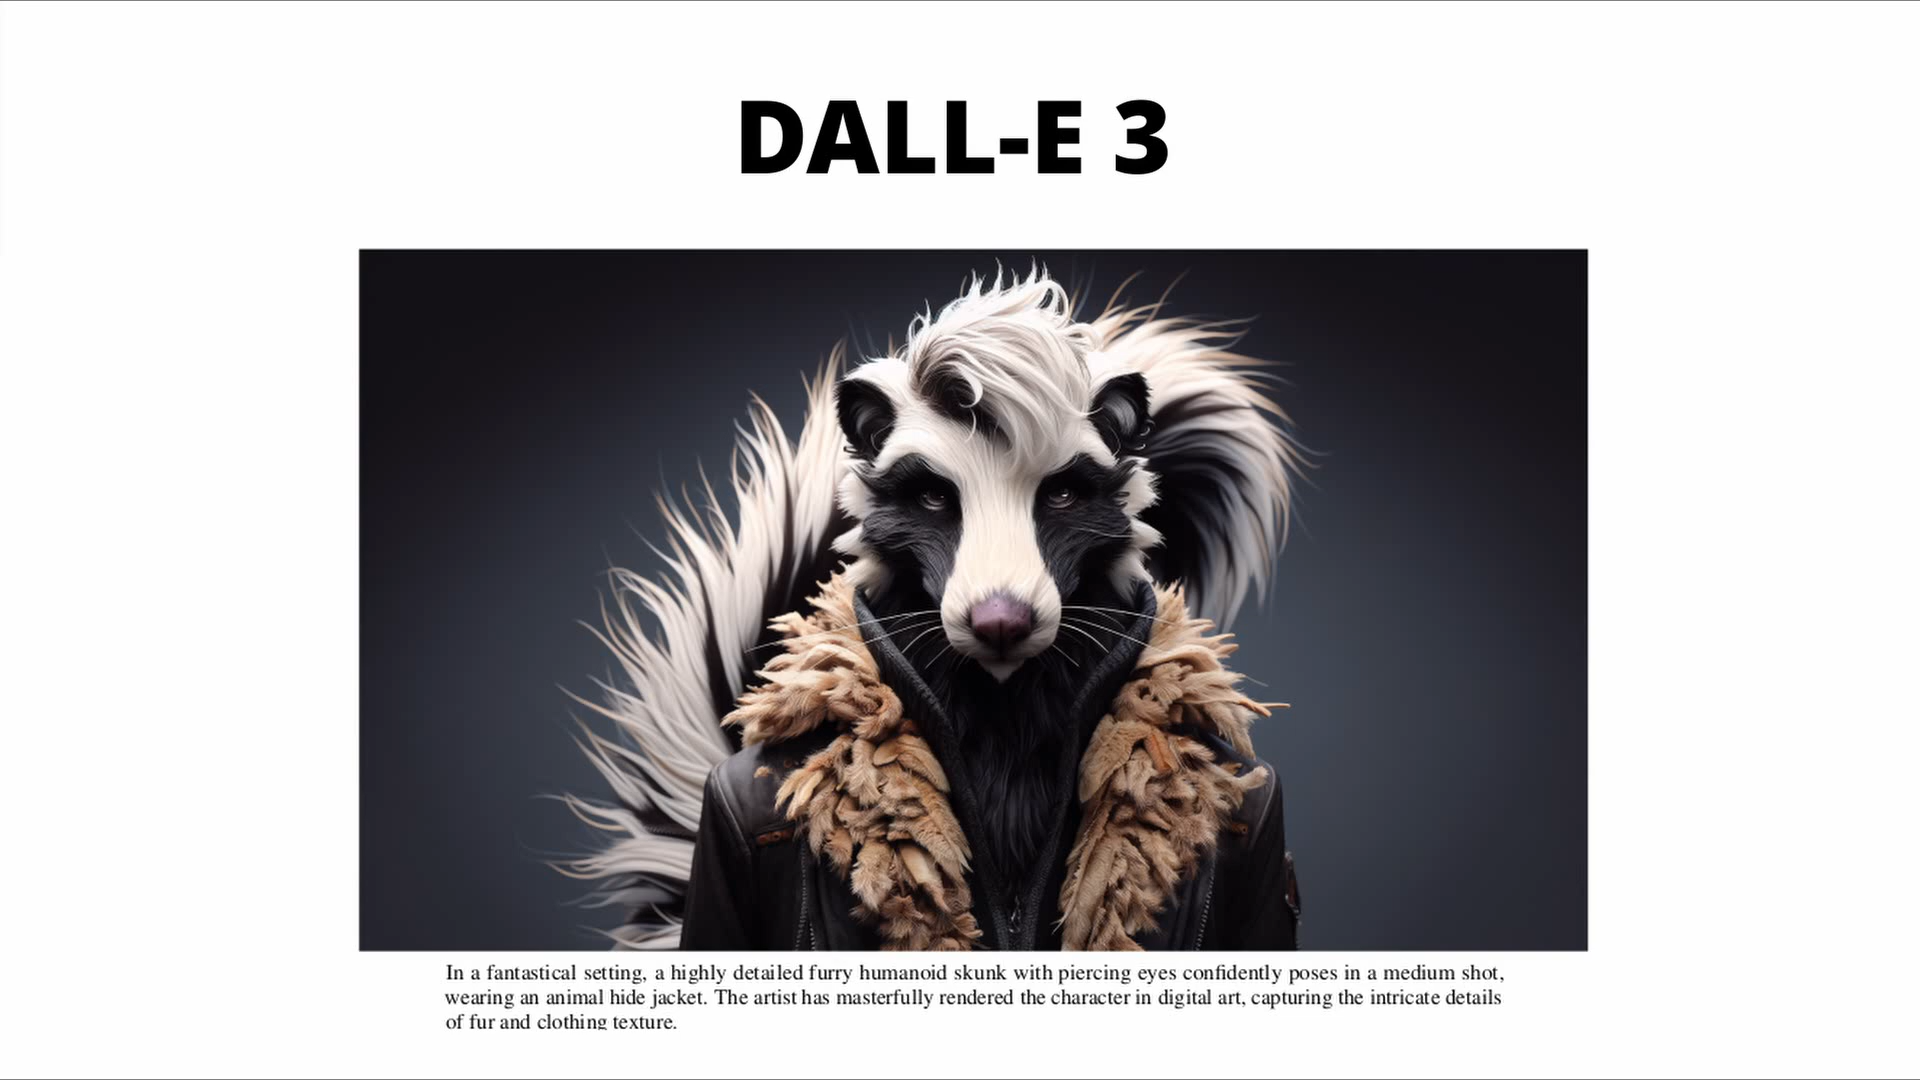 DALL-E 3
In a fantastical setting, a highly detailed furry humanoid skunk with piercing eyes confidently poses in a medium shot,
wearing an animal hide jacket. The artist has masterfully rendered the character in digital art, capturing the intricate details
of fur and clothing texture.